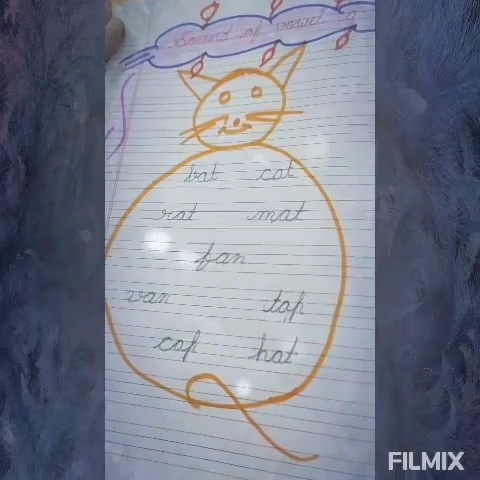 Sound of vowel "a"
bat cat
rat mat
fan
van tap
cap hat
FILMIX